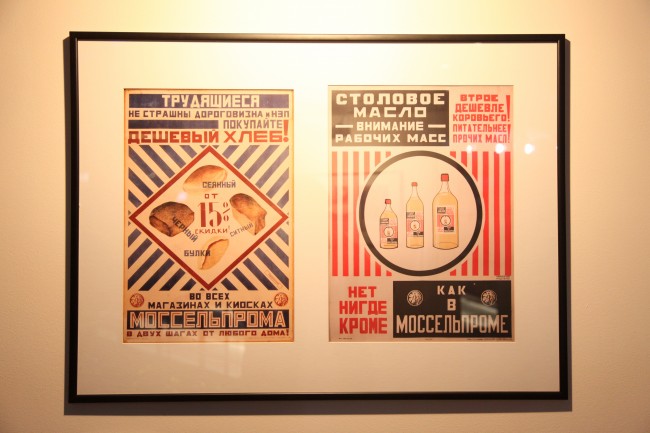 ТРУДЯЩИЕСЯ
НЕ СТРАШНЫ ДОРОГОВИЗНА И НЭП
ПОКУПАЙТЕ
ДЕШЕВЫЙ ХЛЕБ!
СЕЯНЫЙ
ОТ
15%
СКИДКИ
ЧЕРНЫЙ
СИТНЫЙ
БУЛКИ
ВО ВСЕХ
МАГАЗИНАХ И КИОСКАХ
МОССЕЛЬПРОМА
В ДВУХ ШАГАХ ОТ ЛЮБОГО ДОМА!
СТОЛОВОЕ
МАСЛО
ВНИМАНИЕ
РАБОЧИХ МАСС
ВТРОЕ
ДЕШЕВЛЕ
КОРОВЬЕГО!
ПИТАТЕЛЬНЕЕ
ПРОЧИХ МАСЛ!
НЕТ
НИГДЕ
КРОМЕ
КАК
В
МОССЕЛЬПРОМЕ